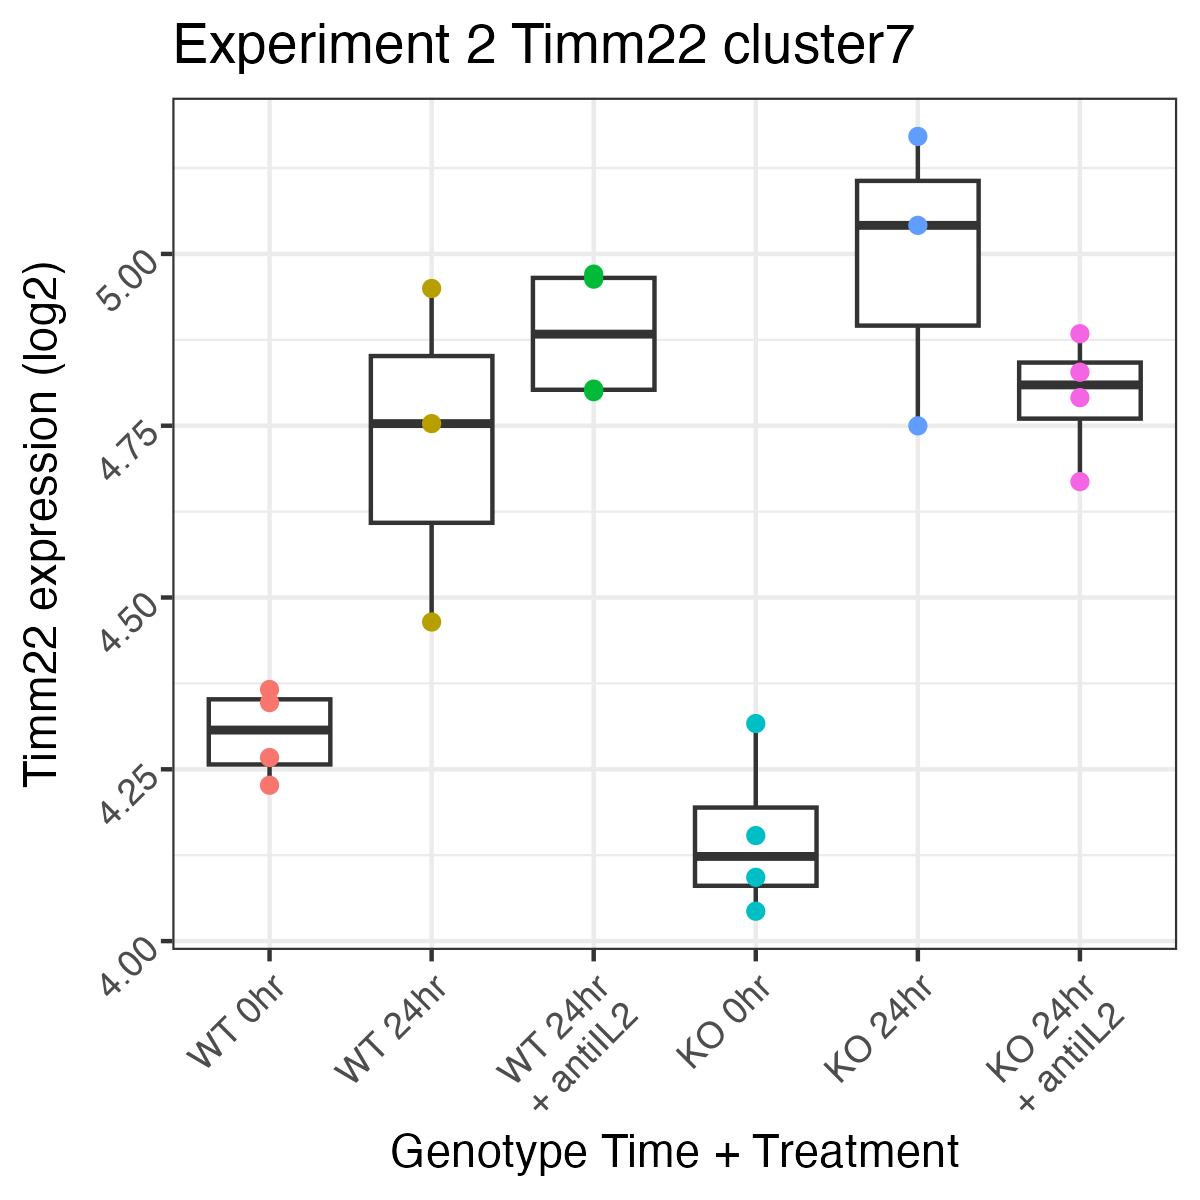 Experiment 2 Timm22 cluster7
Timm22 expression (log2)
5.00
4.75
4.50
4.25
4.00
WT 0hr
WT 24hr
WT 24hr
+ antiIL2
KO 0hr
KO 24hr
KO 24hr
+ antiIL2
Genotype Time + Treatment